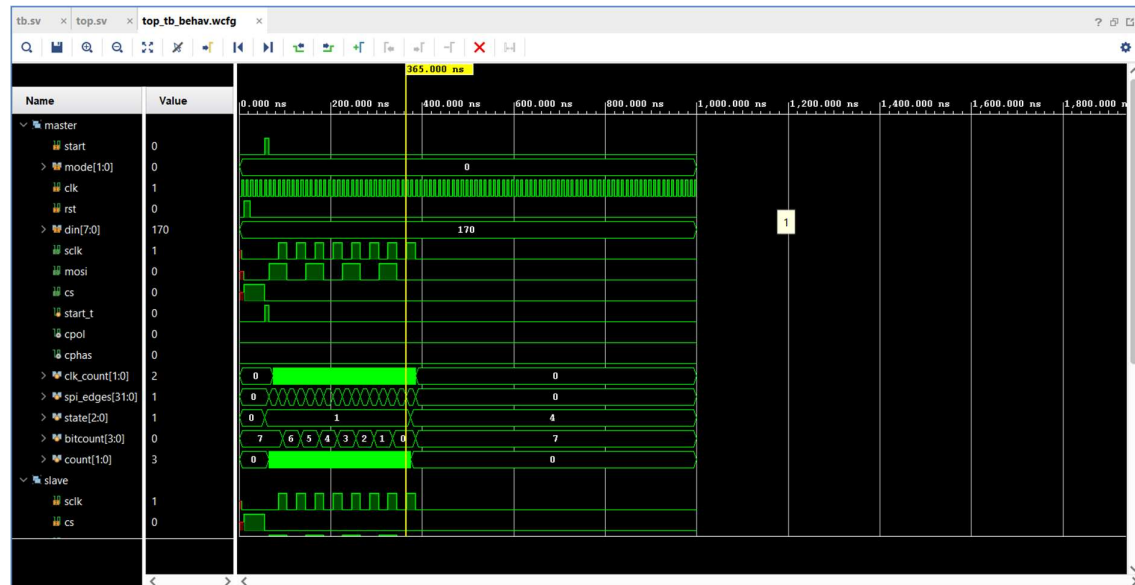 tb.sv × top.sv × top_tb_behav.wcfg × ?
365.000 ns
Name Value 0.000 ns 200.000 ns 400.000 ns 600.000 ns 800.000 ns 1,000.000 ns 1,200.000 ns 1,400.000 ns 1,600.000 ns 1,800.000 n
master
start 0
mode[1:0] 0 0
clk 1
rst 0
din[7:0] 170 170 1
sclk 1
mosi 0
cs 0
start_t 0
cpol 0
cphas 0
clk_count[1:0] 2 0 0
spi_edges[31:0] 1 0 0
state[2:0] 1 0 1 4
bitcount[3:0] 0 7 6 5 4 3 2 1 0 7
count[1:0] 3 0 0
slave
sclk 1
cs 0